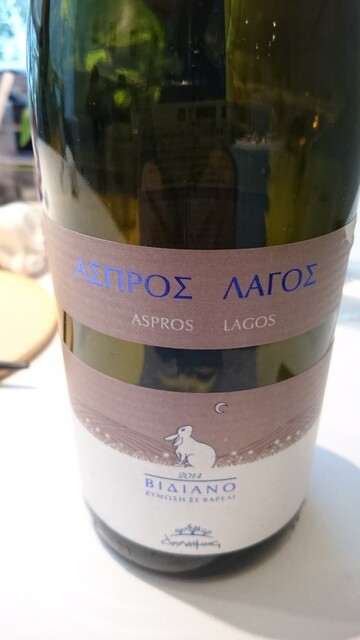 ΑΣΠΡΟΣ ΛΑΓΟΣ
ASPROS LAGOS
2014
ΒΙΔΙΑΝΟ
ΖΥΜΩΣΗ ΣΕ ΒΑΡΕΛΙ